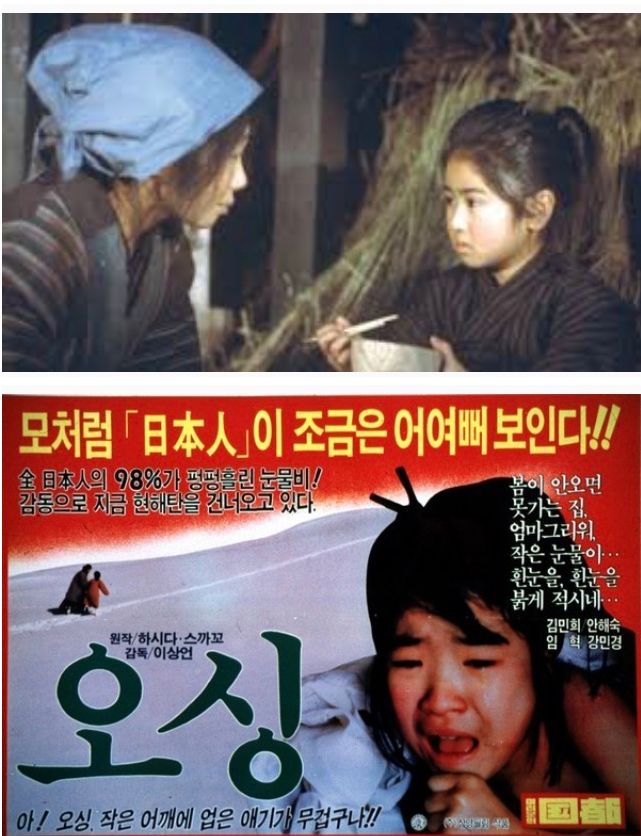 모처럼 「日本人」이 조금은 어여뻐 보인다!!
全 日本人의 98%가 펑펑흘린 눈물비!
감동으로 지금 현해탄을 건너오고 있다.
봄이 안오면
못가는 집,
엄마그리워,
작은 눈물아…
흰눈을, 흰눈을
붉게 적시네…
김민희 안해숙
임 혁 강민경
원작/하시다·스까꼬
감독/이상언
오싱
아! 오싱. 작은 어깨에 업은 얘기가 무겁구나!!
国都